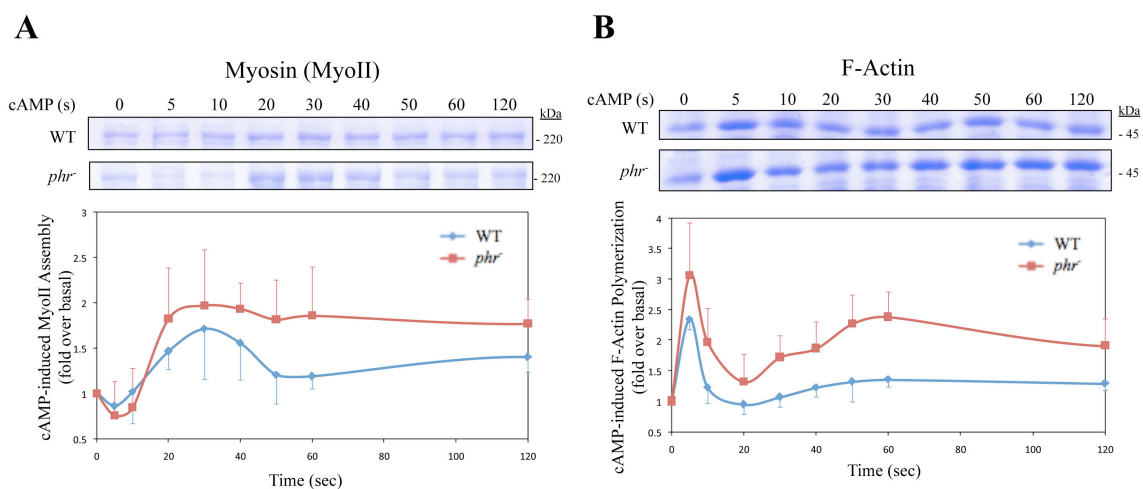 A
Myosin (MyoII)
cAMP (s) 0 5 10 20 30 40 50 60 120 kDa
WT - 220
phr- - 220
cAMP-induced MyoII Assembly
(fold over basal)
3
2.5
2
1.5
1
0.5
WT
phr-
0 20 40 60 80 100 120
Time (sec)
B
F-Actin
cAMP (s) 0 5 10 20 30 40 50 60 120 kDa
WT - 45
phr- - 45
cAMP-induced F-Actin Polymerization
(fold over basal)
4
3.5
3
2.5
2
1.5
1
0.5
WT
phr-
0 20 40 60 80 100 120
Time (sec)